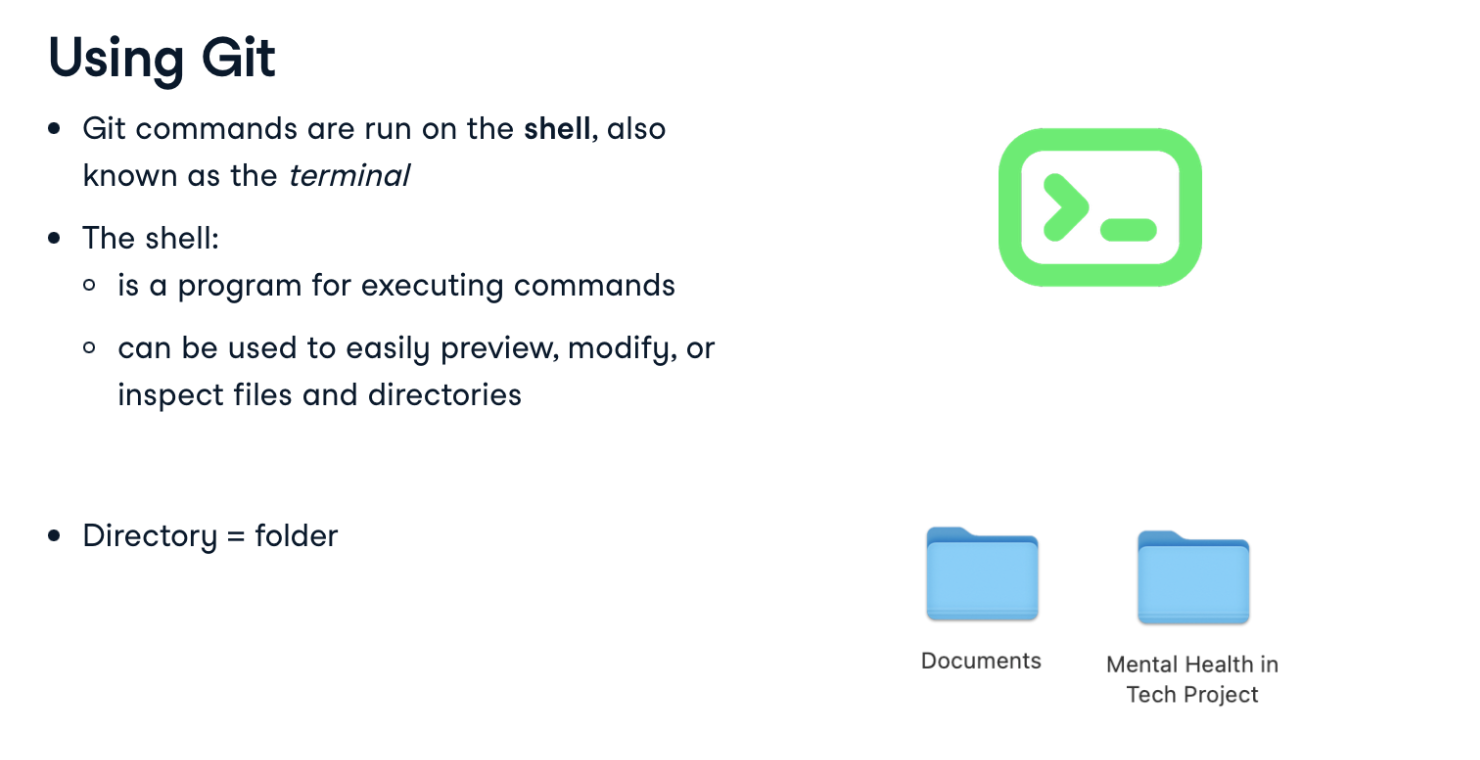 Using Git
• Git commands are run on the shell, also
known as the terminal
• The shell:
◦ is a program for executing commands
◦ can be used to easily preview, modify, or
inspect files and directories
• Directory = folder
Documents
Mental Health in
Tech Project